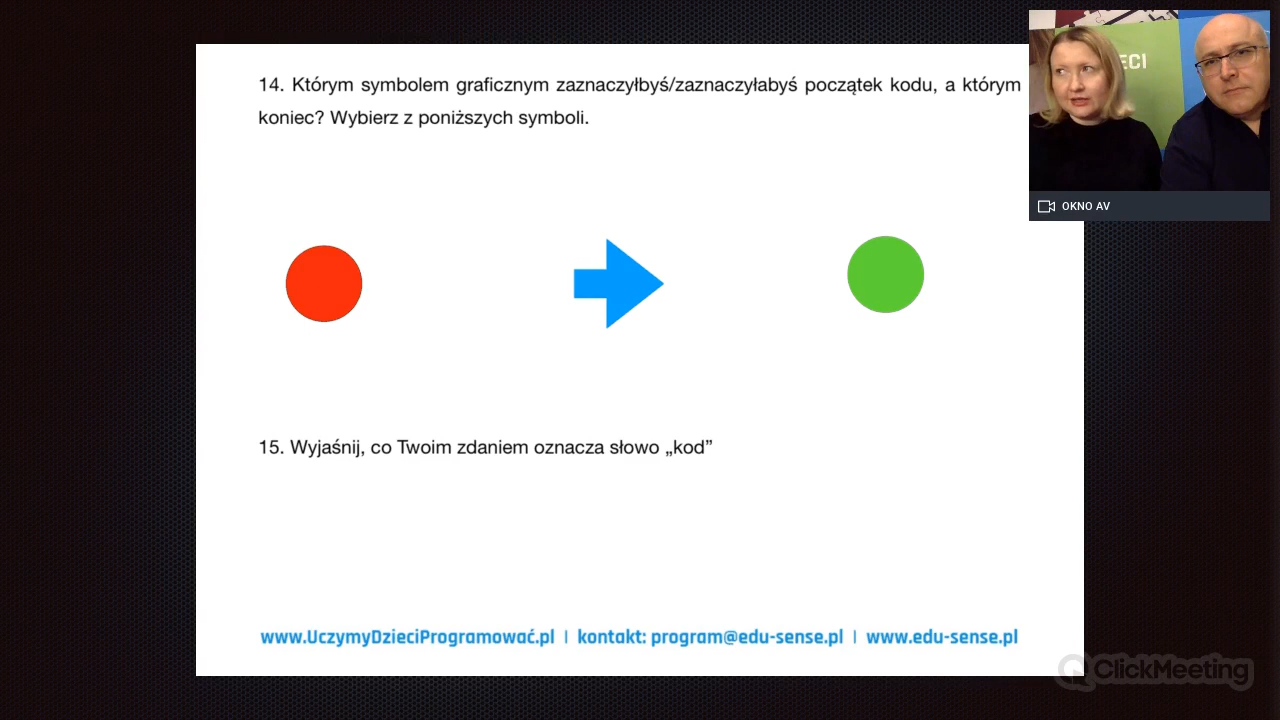 14. Którym symbolem graficznym zaznaczyłbyś/zaznaczyłabyś początek kodu, a którym
koniec? Wybierz z poniższych symboli.
ECI
OKNO AV
15. Wyjaśnij, co Twoim zdaniem oznacza słowo „kod”
www.UczymyDzieciProgramować.pl | kontakt: program@edu-sense.pl | www.edu-sense.pl
ClickMeeting